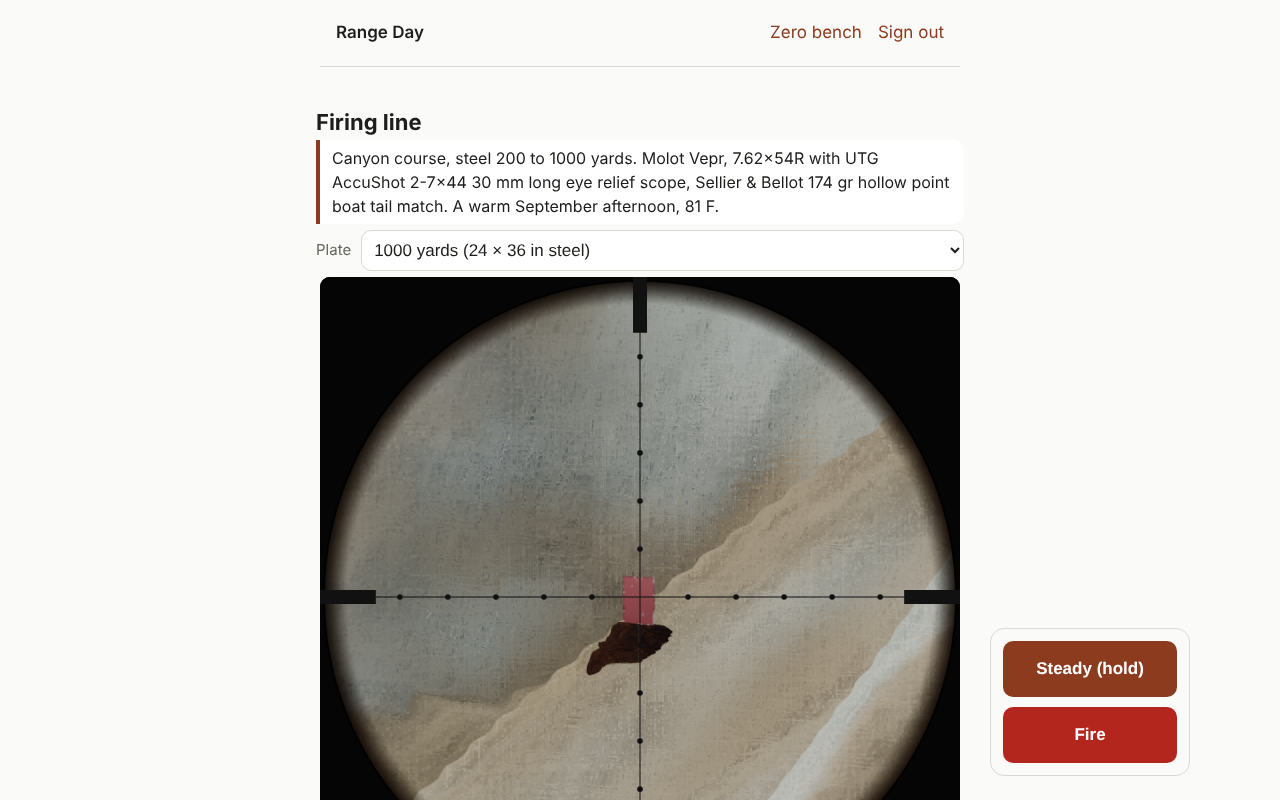 Range Day
Zero bench
Sign out
Firing line
Canyon course, steel 200 to 1000 yards. Molot Vepr, 7.62×54R with UTG
AccuShot 2-7×44 30 mm long eye relief scope, Sellier & Bellot 174 gr hollow point
boat tail match. A warm September afternoon, 81 F.
Plate
1000 yards (24 × 36 in steel)
Steady (hold)
Fire